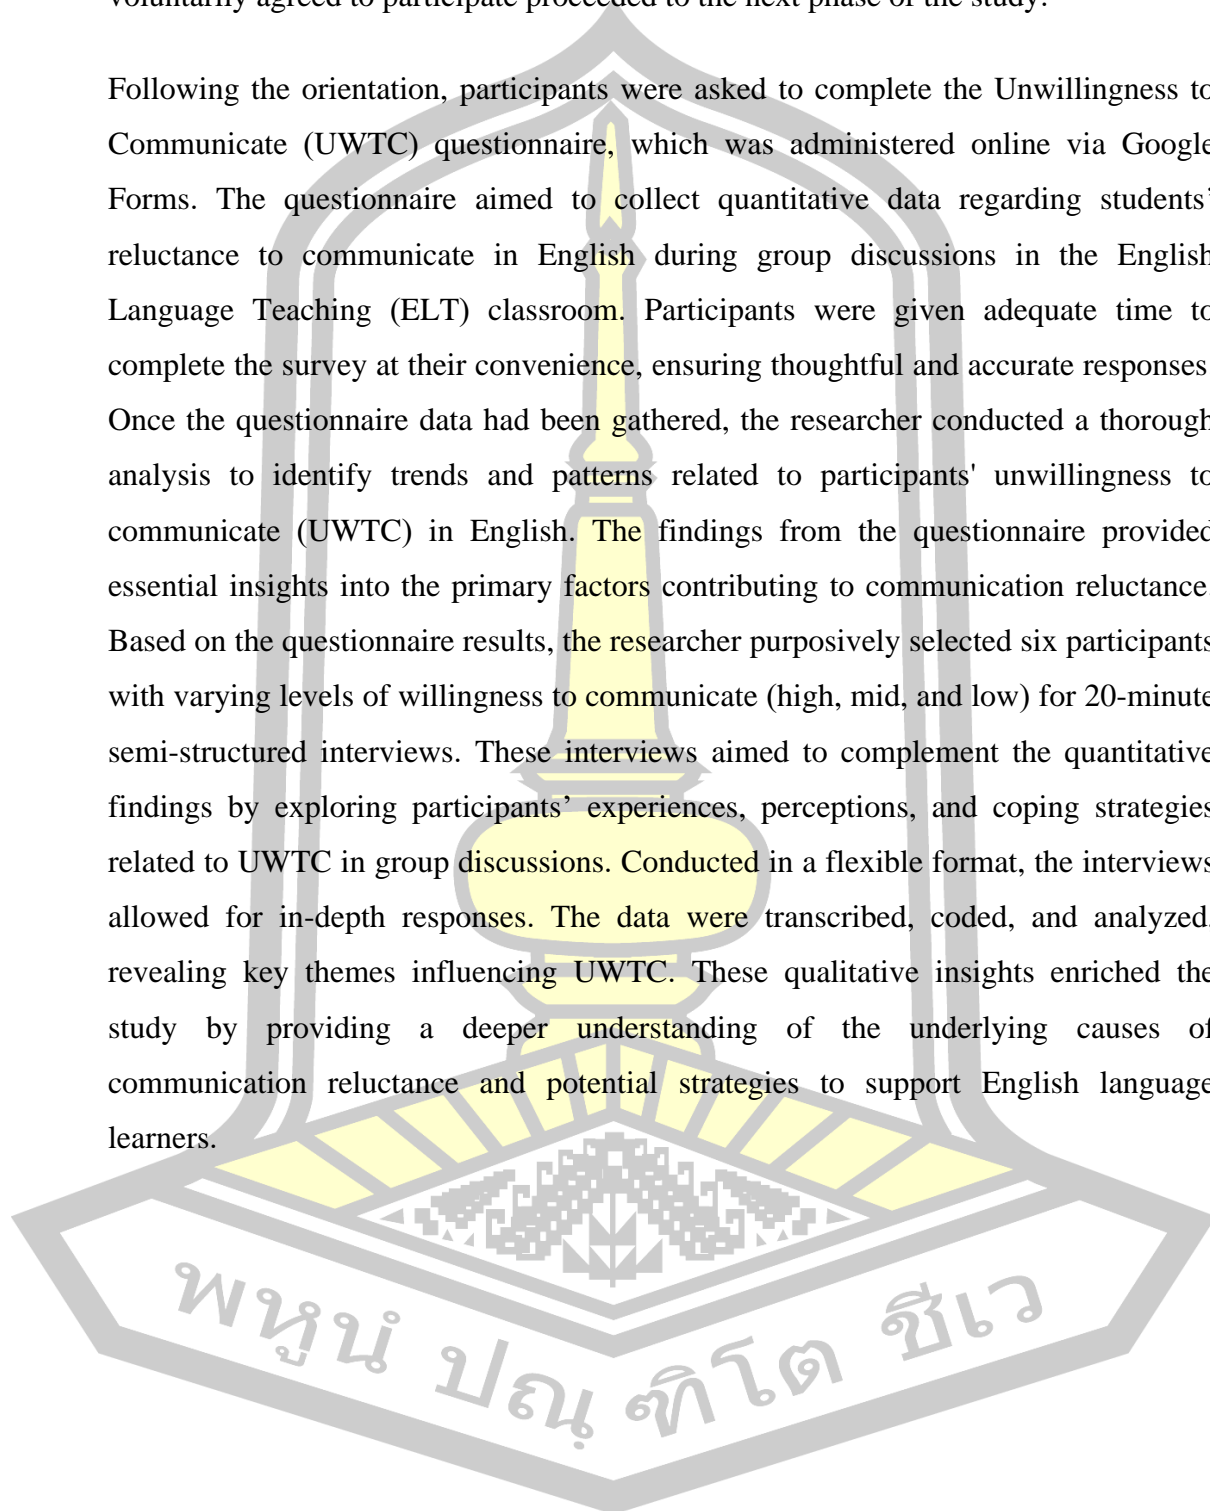 voluntarily agreed to participate proceeded to the next phase of the study.
Following the orientation, participants were asked to complete the Unwillingness to
Communicate (UWTC) questionnaire, which was administered online via Google
Forms. The questionnaire aimed to collect quantitative data regarding students’
reluctance to communicate in English during group discussions in the English
Language Teaching (ELT) classroom. Participants were given adequate time to
complete the survey at their convenience, ensuring thoughtful and accurate responses
Once the questionnaire data had been gathered, the researcher conducted a thorough
analysis to identify trends and patterns related to participants' unwillingness to
communicate (UWTC) in English. The findings from the questionnaire provided
essential insights into the primary factors contributing to communication reluctance.
Based on the questionnaire results, the researcher purposively selected six participants
with varying levels of willingness to communicate (high, mid, and low) for 20-minute
semi-structured interviews. These interviews aimed to complement the quantitative
findings by exploring participants’ experiences, perceptions, and coping strategies
related to UWTC in group discussions. Conducted in a flexible format, the interviews
allowed for in-depth responses. The data were transcribed, coded, and analyzed,
revealing key themes influencing UWTC. These qualitative insights enriched the
study by providing a deeper understanding of the underlying causes of
communication reluctance and potential strategies to support English language
learners.
พหูนํ ปณฺฑิโต ชีเว